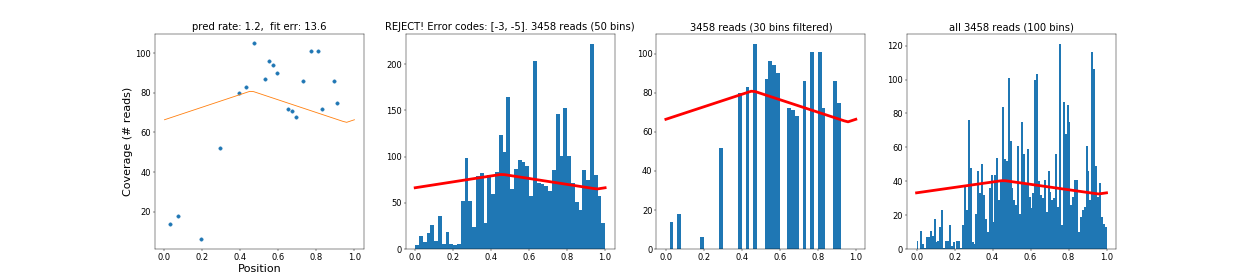 pred rate: 1.2, fit err: 13.6
Coverage (# reads)
100
80
60
40
20
0.0 0.2 0.4 0.6 0.8 1.0
Position
REJECT! Error codes: [-3, -5]. 3458 reads (50 bins)
200
150
100
50
0
0.0 0.2 0.4 0.6 0.8 1.0
3458 reads (30 bins filtered)
100
80
60
40
20
0
0.0 0.2 0.4 0.6 0.8 1.0
all 3458 reads (100 bins)
120
100
80
60
40
20
0
0.0 0.2 0.4 0.6 0.8 1.0